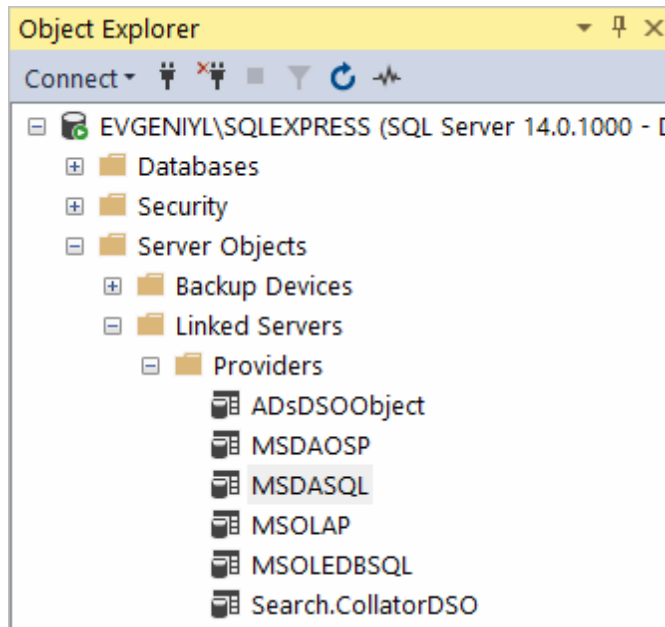 Object Explorer
Connect
EVGENIYL\SQLEXPRESS (SQL Server 14.0.1000 -
Databases
Security
Server Objects
Backup Devices
Linked Servers
Providers
ADsDSOObject
MSDAOSP
MSDASQL
MSOLAP
MSOLEDBSQL
Search.CollatorDSO